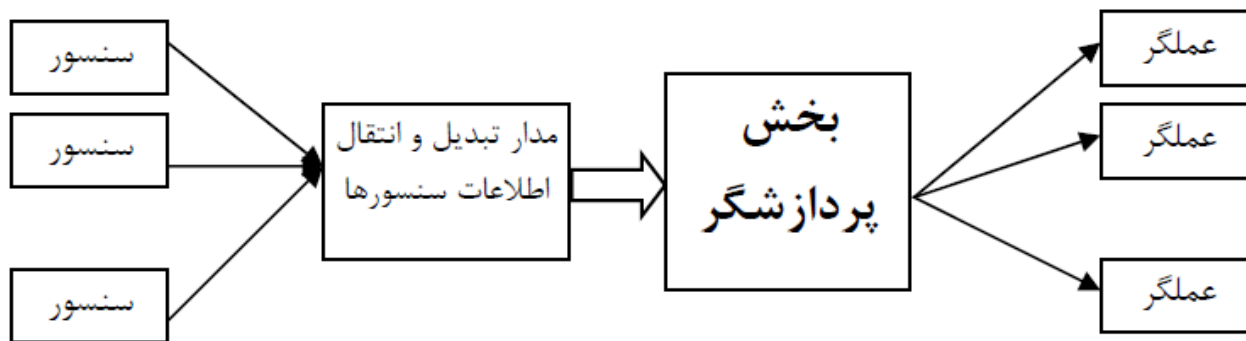 سنسور
سنسور
سنسور
مدار تبدیل و انتقال
اطلاعات سنسورها
بخش
پردازشگر
عملگر
عملگر
عملگر